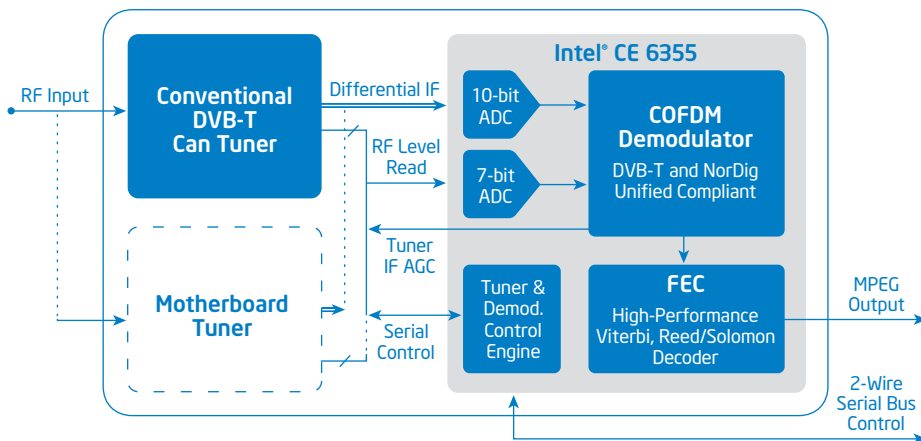 Intel® CE 6355
RF Input
Conventional
DVB-T
Can Tuner
Differential IF
10-bit
ADC
COFDM
Demodulator
DVB-T and NorDig
Unified Compliant
RF Level
Read
7-bit
ADC
Tuner
IF AGC
Motherboard
Tuner
Serial
Control
Tuner &
Demod.
Control
Engine
FEC
High-Performance
Viterbi, Reed/Solomon
Decoder
MPEG
Output
2-Wire
Serial Bus
Control